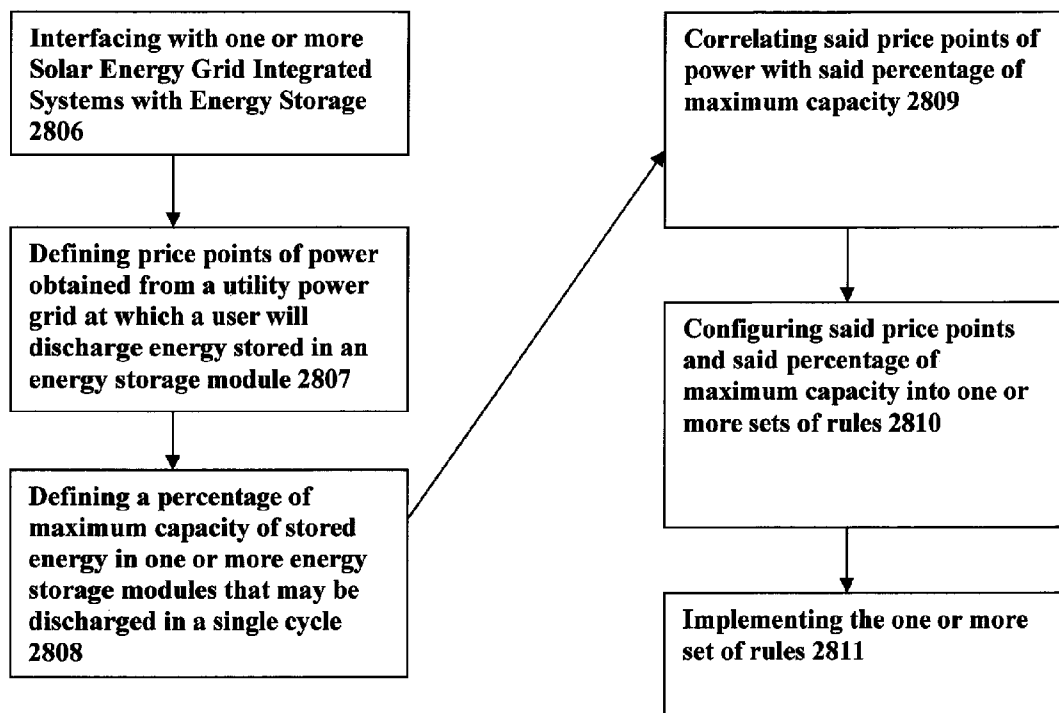 Interfacing with one or more
Solar Energy Grid Integrated
Systems with Energy Storage
2806
Defining price points of power
obtained from a utility power
grid at which a user will
discharge energy stored in an
energy storage module 2807
Defining a percentage of
maximum capacity of stored
energy in one or more energy
storage modules that may be
discharged in a single cycle
2808
Correlating said price points of
power with said percentage of
maximum capacity 2809
Configuring said price points
and said percentage of
maximum capacity into one or
more sets of rules 2810
Implementing the one or more
set of rules 2811